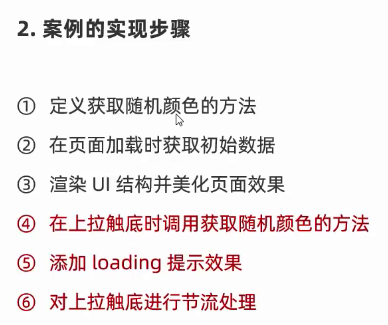 2. 案例的实现步骤
① 定义获取随机颜色的方法
② 在页面加载时获取初始数据
③ 渲染 UI 结构并美化页面效果
④ 在上拉触底时调用获取随机颜色的方法
⑤ 添加 loading 提示效果
⑥ 对上拉触底进行节流处理